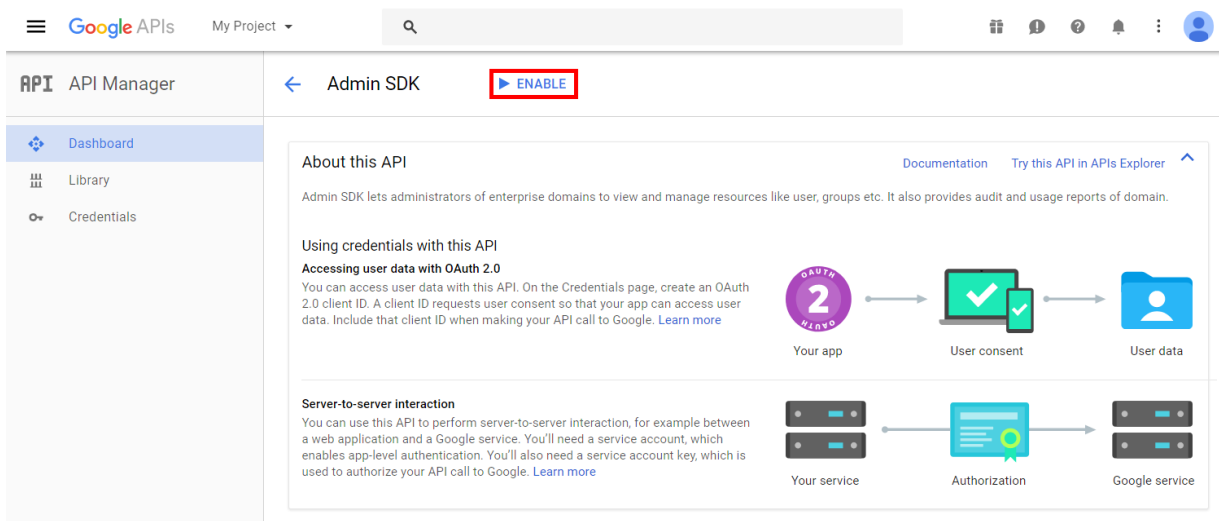 Google APIs My Project
API API Manager
Admin SDK ENABLE
Dashboard
Library
Credentials
About this API Documentation Try this API in APIs Explorer
Admin SDK lets administrators of enterprise domains to view and manage resources like user, groups etc. It also provides audit and usage reports of domain.
Using credentials with this API
Accessing user data with OAuth 2.0
You can access user data with this API. On the Credentials page, create an OAuth
2.0 client ID. A client ID requests user consent so that your app can access user
data. Include that client ID when making your API call to Google. Learn more
OAUTH
2
OAUTH
Your app User consent User data
Server-to-server interaction
You can use this API to perform server-to-server interaction, for example between
a web application and a Google service. You'll need a service account, which
enables app-level authentication. You'll also need a service account key, which is
used to authorize your API call to Google. Learn more
Your service Authorization Google service